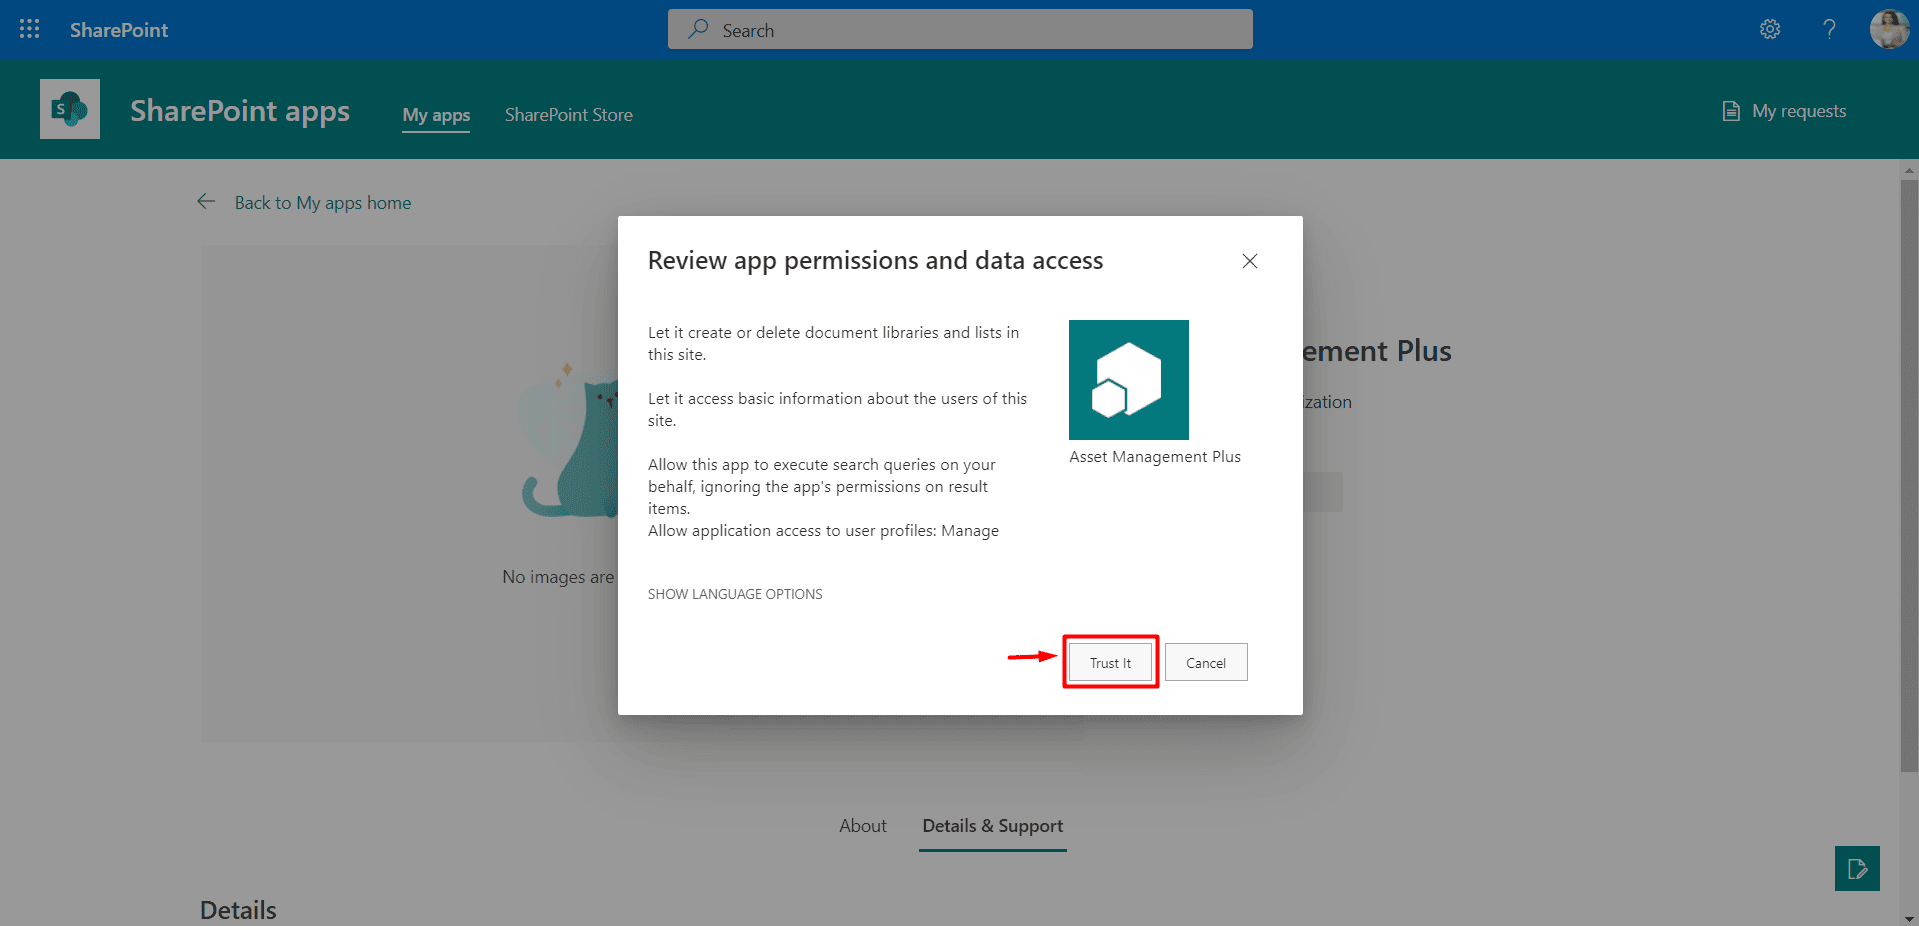 SharePoint
Search
?
S
SharePoint apps
My apps
SharePoint Store
My requests
Back to My apps home
Review app permissions and data access
Let it create or delete document libraries and lists in
this site.
Let it access basic information about the users of this
site.
Allow this app to execute search queries on your
behalf, ignoring the app's permissions on result
items.
Allow application access to user profiles: Manage
Asset Management Plus
SHOW LANGUAGE OPTIONS
Trust It
Cancel
ement Plus
ization
No images are
About
Details & Support
Details